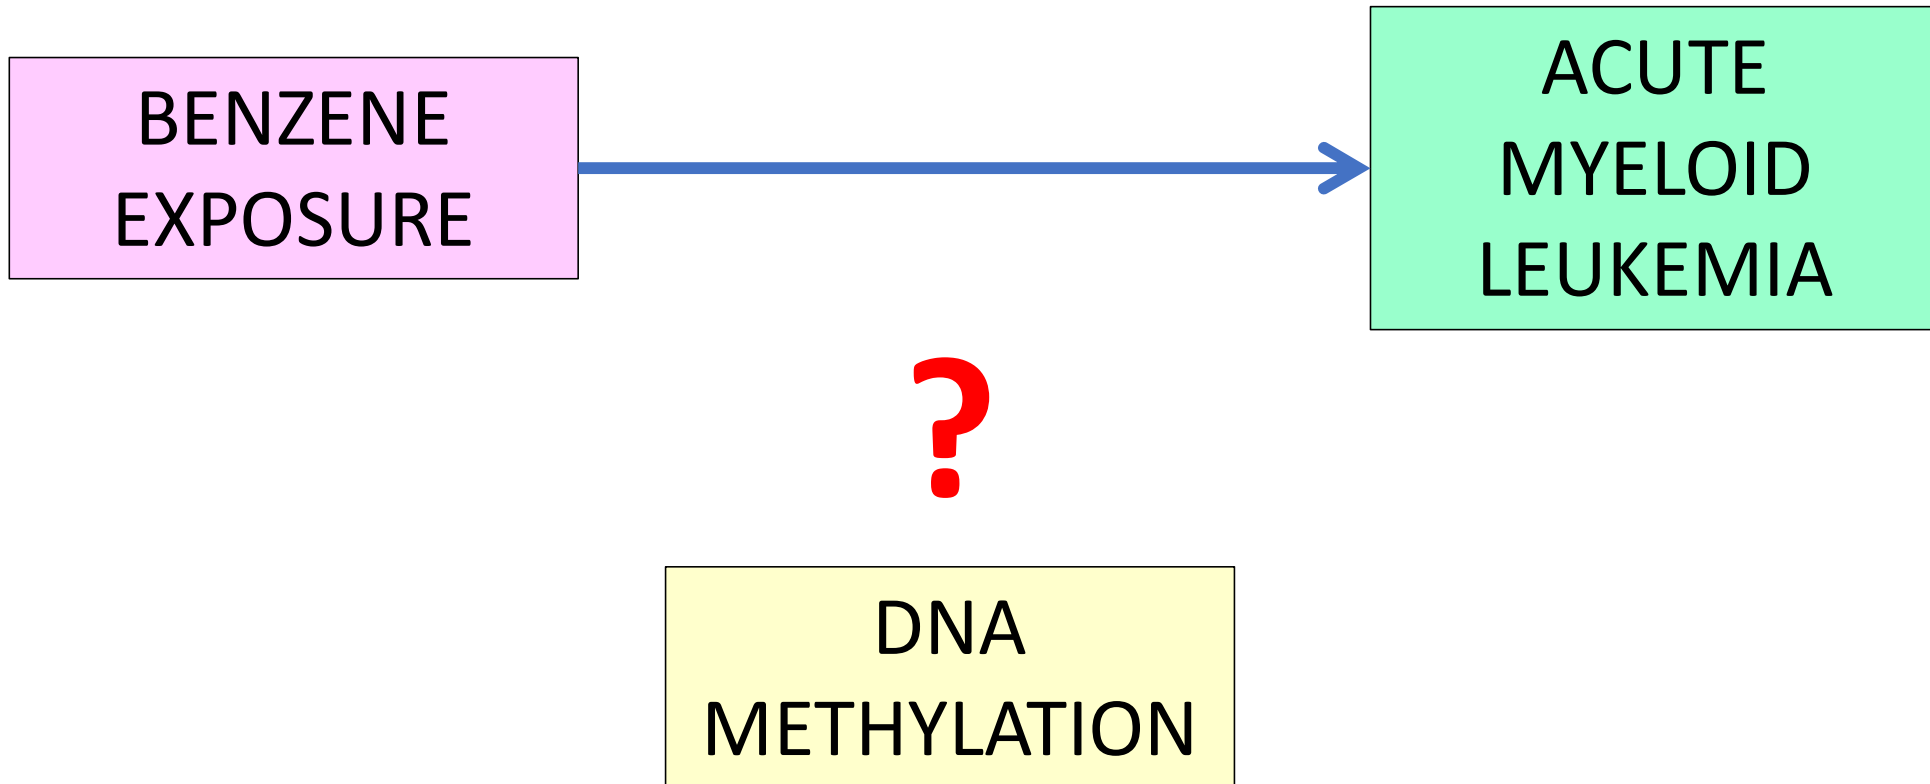 BENZENE
EXPOSURE
ACUTE
MYELOID
LEUKEMIA
?
DNA
METHYLATION